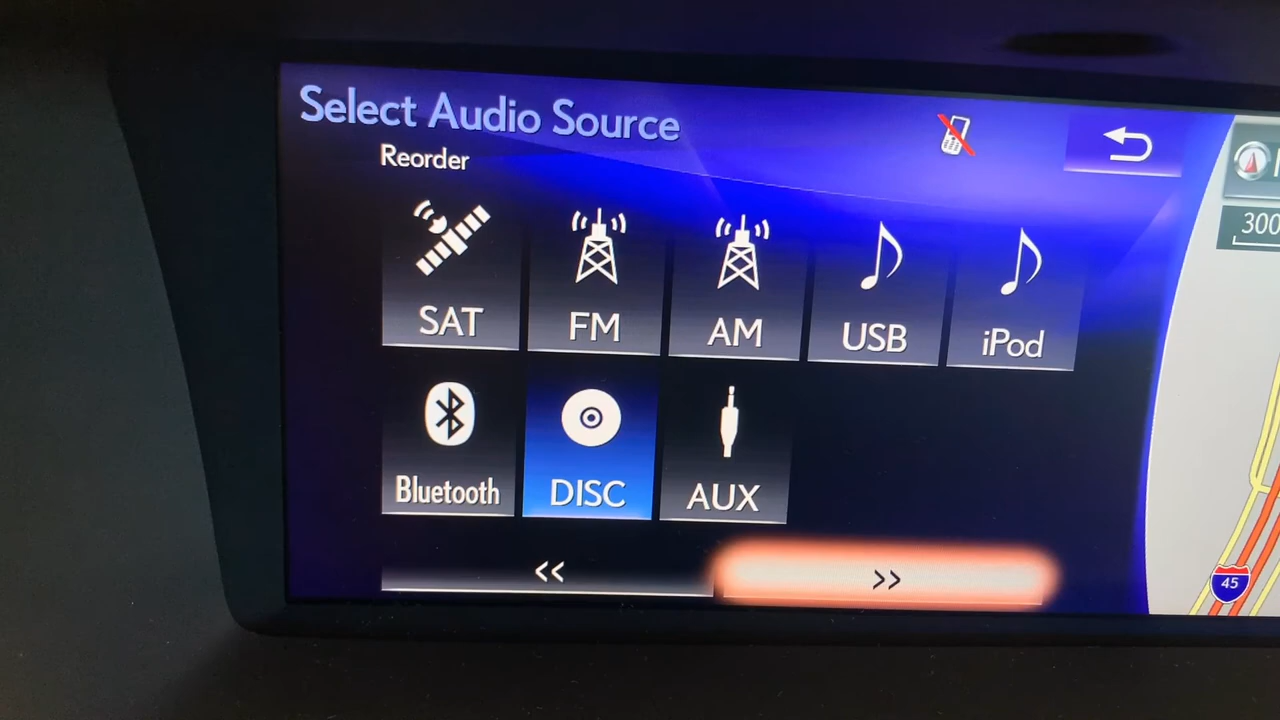 Select Audio Source
Reorder
SAT FM AM USB iPod
300
Bluetooth DISC AUX
<< >>
45